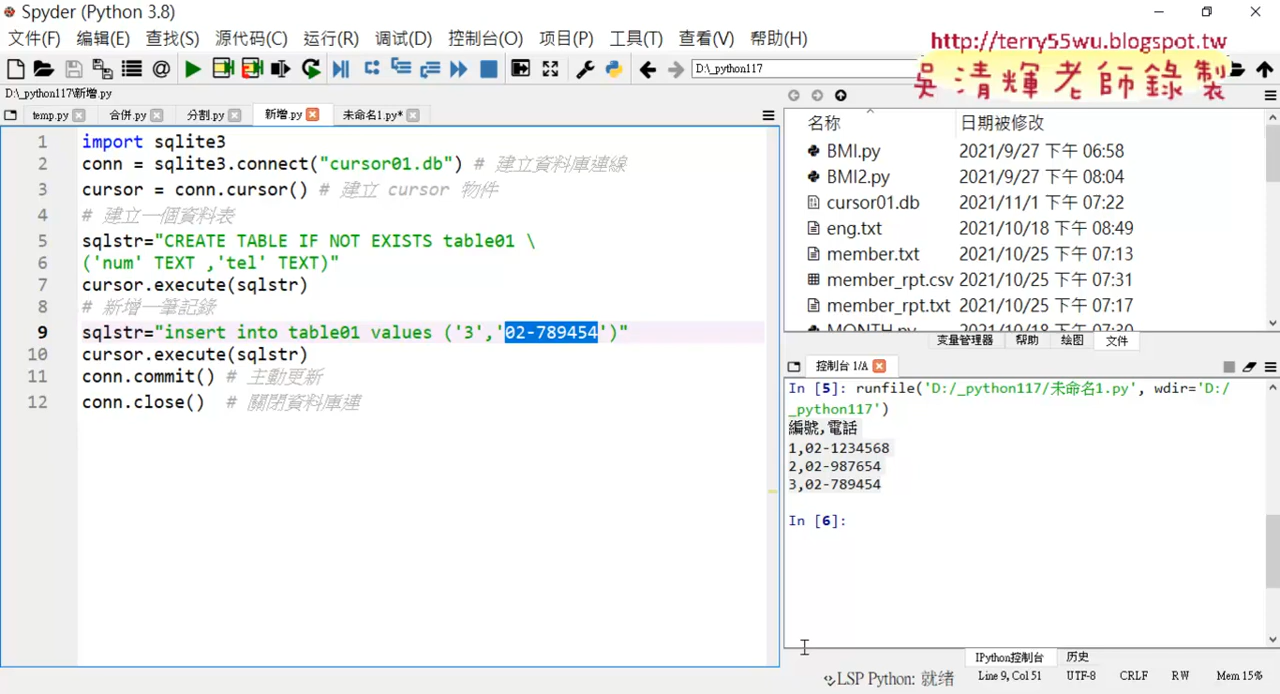 Spyder (Python 3.8)
文件(F) 编辑(E) 查找(S) 源代码(C) 运行(R) 调试(D) 控制台(O) 项目(P) 工具(T) 查看(V) 帮助(H)
http://terry55wu.blogspot.tw
吳清輝老師錄製
D:\_python117
D:\_python117\新增.py
temp.py 合併.py 分割.py 新增.py 未命名1.py*
1 import sqlite3
2 conn = sqlite3.connect("cursor01.db") # 建立資料庫連線
3 cursor = conn.cursor() # 建立 cursor 物件
4 # 建立一個資料表
5 sqlstr="CREATE TABLE IF NOT EXISTS table01 \
6 ('num' TEXT ,'tel' TEXT)"
7 cursor.execute(sqlstr)
8 # 新增一筆記錄
9 sqlstr="insert into table01 values ('3','02-789454')"
10 cursor.execute(sqlstr)
11 conn.commit() # 主動更新
12 conn.close() # 關閉資料庫連
名称 日期被修改
BMI.py 2021/9/27 下午 06:58
BMI2.py 2021/9/27 下午 08:04
cursor01.db 2021/11/1 下午 07:22
eng.txt 2021/10/18 下午 08:49
member.txt 2021/10/25 下午 07:13
member_rpt.csv 2021/10/25 下午 07:31
member_rpt.txt 2021/10/25 下午 07:17
MONTH.py 2021/10/18 下午 07:30
变量管理器 帮助 绘图 文件
控制台 1/A
In [5]: runfile('D:/_python117/未命名1.py', wdir='D:/
_python117')
編號,電話
1,02-1234568
2,02-987654
3,02-789454
In [6]:
IPython控制台 历史
LSP Python: 就绪 Line 9, Col 51 UTF-8 CRLF RW Mem 15%